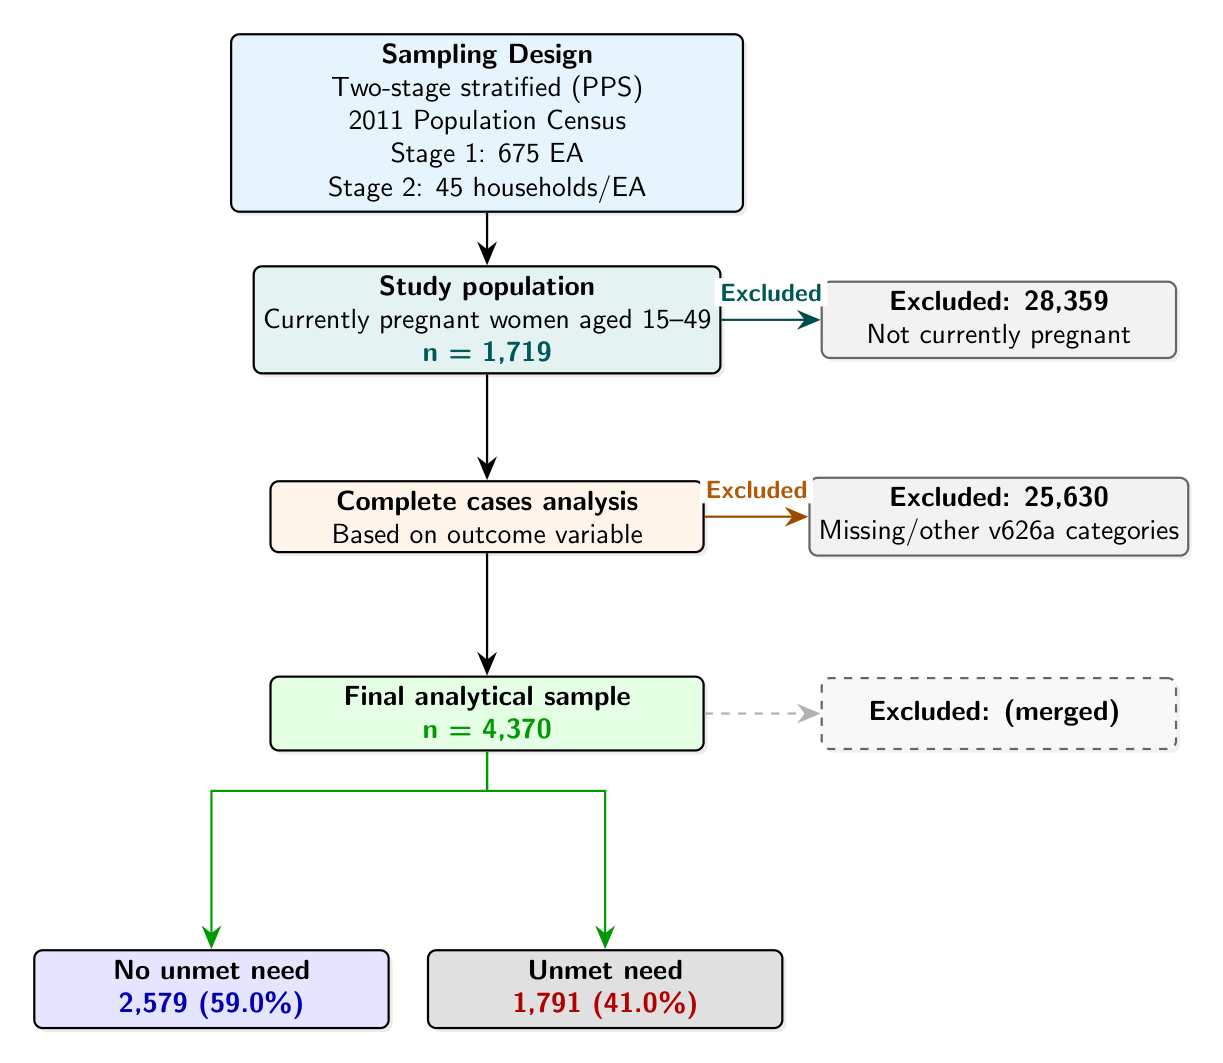 Sampling Design
Two-stage stratified (PPS)
2011 Population Census
Stage 1: 675 EA
Stage 2: 45 households/EA
Study population
Currently pregnant women aged 15–49
n = 1,719
Excluded
Excluded: 28,359
Not currently pregnant
Complete cases analysis
Based on outcome variable
Excluded
Excluded: 25,630
Missing/other v626a categories
Final analytical sample
n = 4,370
Excluded: (merged)
No unmet need
2,579 (59.0%)
Unmet need
1,791 (41.0%)